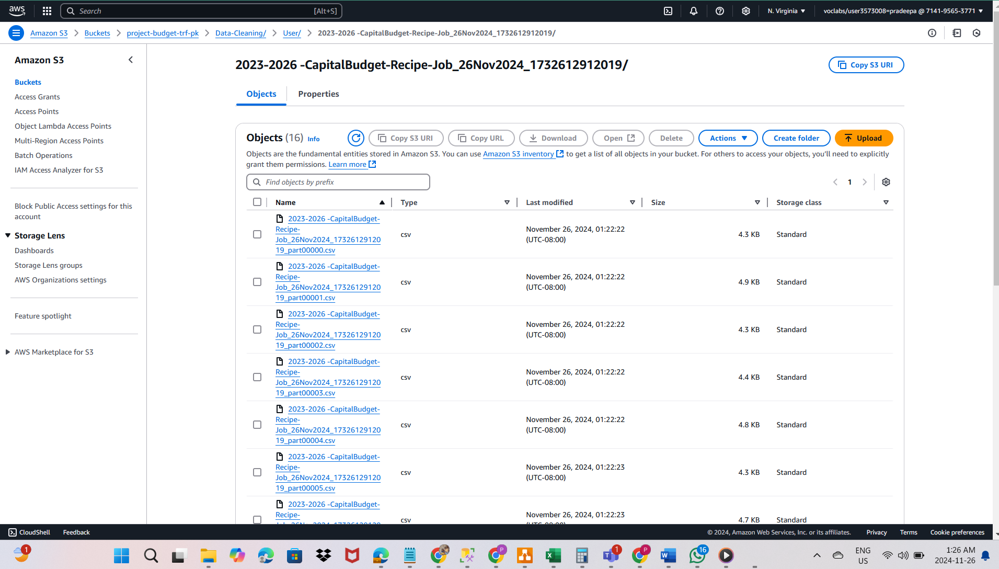 aws
Search
[Alt+S]
N. Virginia
voclabs/user3573008=pradeepa @ 7141-9565-3771
Amazon S3
Buckets
project-budget-trf-pk
Data-Cleaning/
User/
2023-2026 -CapitalBudget-Recipe-Job_26Nov2024_1732612912019/
Amazon S3
Buckets
Access Grants
Access Points
Object Lambda Access Points
Multi-Region Access Points
Batch Operations
IAM Access Analyzer for S3
Block Public Access settings for this
account
Storage Lens
Dashboards
Storage Lens groups
AWS Organizations settings
Feature spotlight
AWS Marketplace for S3
2023-2026 -CapitalBudget-Recipe-Job_26Nov2024_1732612912019/
Copy S3 URI
Objects
Properties
Objects (16) Info
Copy S3 URI
Copy URL
Download
Open
Delete
Actions
Create folder
Upload
Objects are the fundamental entities stored in Amazon S3. You can use Amazon S3 inventory to get a list of all objects in your bucket. For others to access your objects, you'll need to explicitly
grant them permissions. Learn more
Find objects by prefix
1
Name
Type
Last modified
Size
Storage class
2023-2026 -CapitalBudget-
Recipe-
Job_26Nov2024_17326129120
19_part00000.csv
csv
November 26, 2024, 01:22:22
(UTC-08:00)
4.3 KB
Standard
2023-2026 -CapitalBudget-
Recipe-
Job_26Nov2024_17326129120
19_part00001.csv
csv
November 26, 2024, 01:22:22
(UTC-08:00)
4.9 KB
Standard
2023-2026 -CapitalBudget-
Recipe-
Job_26Nov2024_17326129120
19_part00002.csv
csv
November 26, 2024, 01:22:22
(UTC-08:00)
4.3 KB
Standard
2023-2026 -CapitalBudget-
Recipe-
Job_26Nov2024_17326129120
19_part00003.csv
csv
November 26, 2024, 01:22:22
(UTC-08:00)
4.4 KB
Standard
2023-2026 -CapitalBudget-
Recipe-
Job_26Nov2024_17326129120
19_part00004.csv
csv
November 26, 2024, 01:22:22
(UTC-08:00)
4.8 KB
Standard
2023-2026 -CapitalBudget-
Recipe-
Job_26Nov2024_17326129120
19_part00005.csv
csv
November 26, 2024, 01:22:23
(UTC-08:00)
4.3 KB
Standard
2023-2026 -CapitalBudget-
Recipe-
csv
November 26, 2024, 01:22:23
4.7 KB
Standard
CloudShell
Feedback
© 2024, Amazon Web Services, Inc. or its affiliates.
Privacy
Terms
Cookie preferences
1
P
1
P
16
ENG
US
1:26 AM
2024-11-26